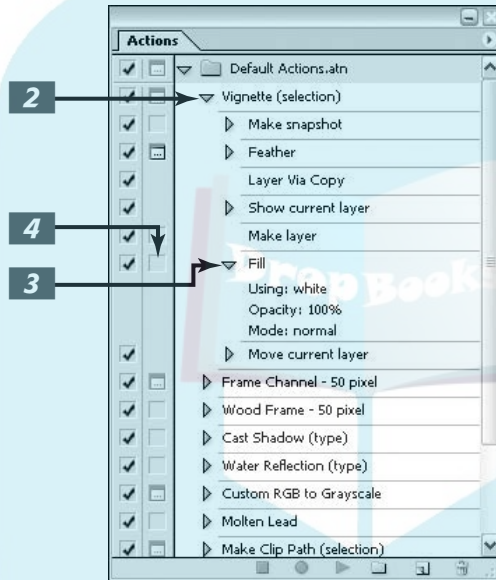 Actions
Default Actions.atn
2
Vignette (selection)
Make snapshot
Feather
Layer Via Copy
Show current layer
4
Make layer
3
Fill
Using: white
Opacity: 100%
Mode: normal
Move current layer
Frame Channel - 50 pixel
Wood Frame - 50 pixel
Cast Shadow (type)
Water Reflection (type)
Custom RGB to Grayscale
Molten Lead
Make Clip Path (selection)
Drop Books